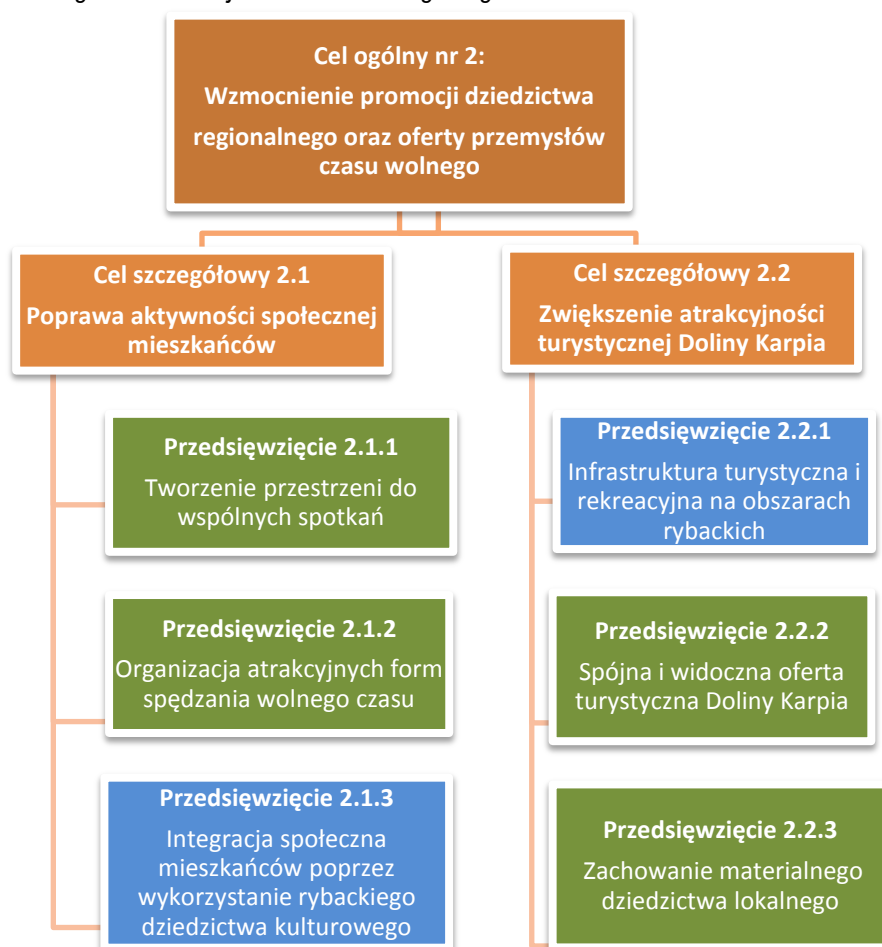 Cel ogólny nr 2:
Wzmocnienie promocji dziedzictwa
regionalnego oraz oferty przemysłów
czasu wolnego
Cel szczegółowy 2.1
Poprawa aktywności społecznej
mieszkańców
Przedsięwzięcie 2.1.1
Tworzenie przestrzeni do
wspólnych spotkań
Przedsięwzięcie 2.1.2
Organizacja atrakcyjnych form
spędzania wolnego czasu
Przedsięwzięcie 2.1.3
Integracja społeczna
mieszkańców poprzez
wykorzystanie rybackiego
dziedzictwa kulturowego
Cel szczegółowy 2.2
Zwiększenie atrakcyjności
turystycznej Doliny Karpia
Przedsięwzięcie 2.2.1
Infrastruktura turystyczna i
rekreacyjna na obszarach
rybackich
Przedsięwzięcie 2.2.2
Spójna i widoczna oferta
turystyczna Doliny Karpia
Przedsięwzięcie 2.2.3
Zachowanie materialnego
dziedzictwa lokalnego